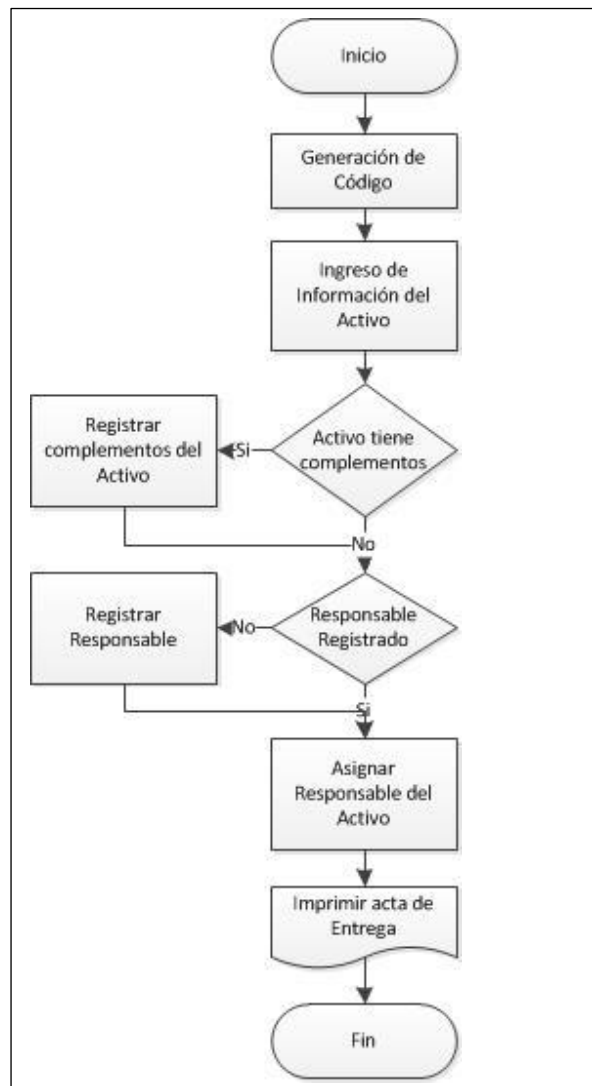 Inicio
Generación de
Código
Ingreso de
Información del
Activo
Activo tiene
complementos
Si
Registrar
complementos del
Activo
No
Responsable
Registrado
No
Registrar
Responsable
Si
Asignar
Responsable del
Activo
Imprimir acta de
Entrega
Fin